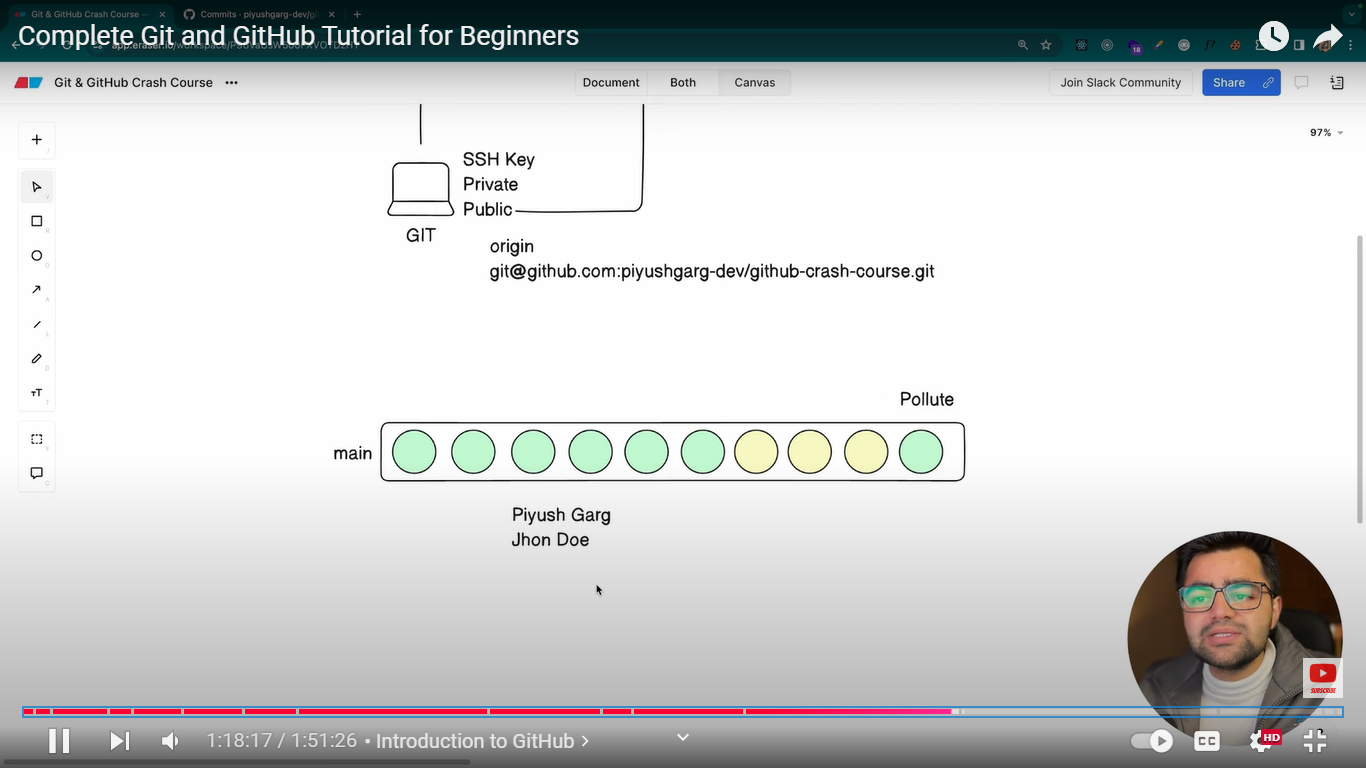 Git & GitHub Crash Course
Commits · piyushgarg-dev/gi
Complete Git and GitHub Tutorial for Beginners
18
Git & GitHub Crash Course
Document
Both
Canvas
Join Slack Community
Share
97%
SSH Key
Private
Public
GIT
origin
git@github.com:piyushgarg-dev/github-crash-course.git
Pollute
main
Piyush Garg
Jhon Doe
SUBSCRIBE
1:18:17 / 1:51:26 • Introduction to GitHub
CC
HD